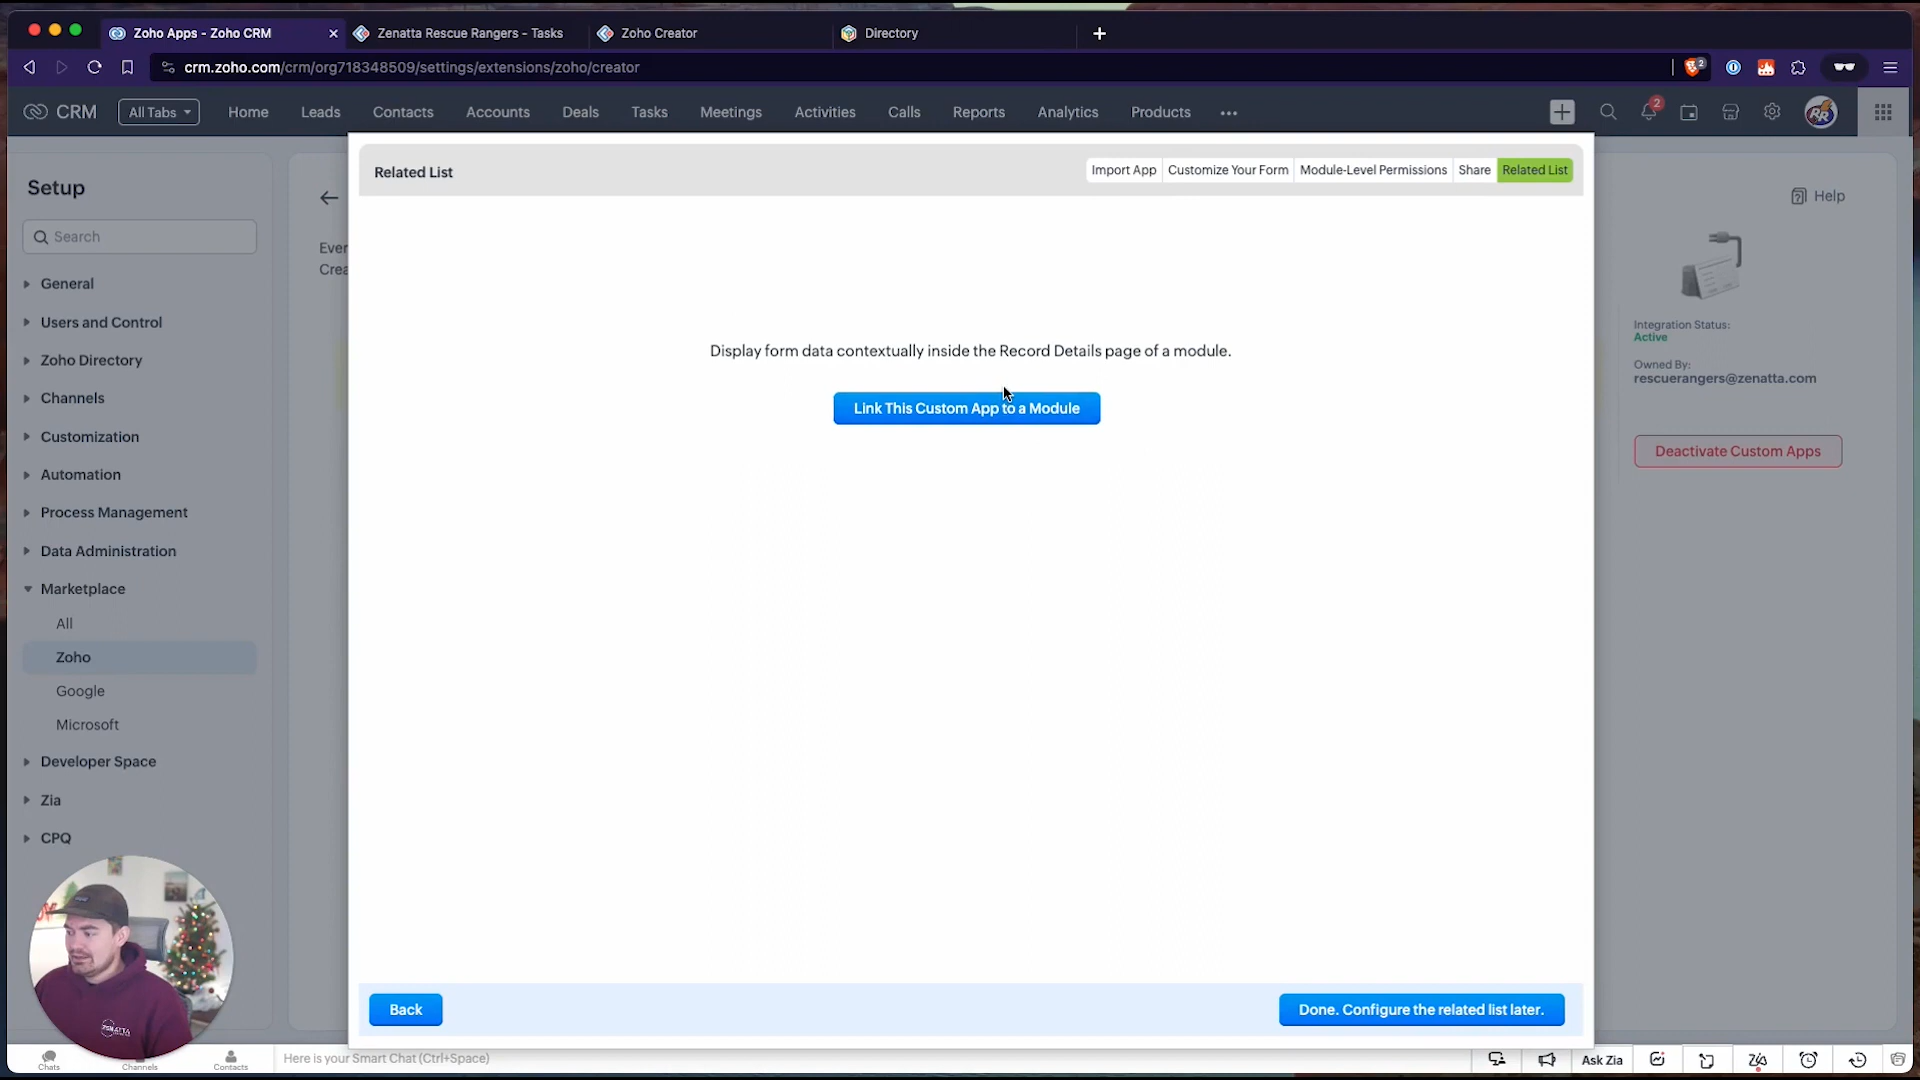 Zoho Apps - Zoho CRM
Zenatta Rescue Rangers - Tasks
Zoho Creator
Directory
crm.zoho.com/crm/org718348509/settings/extensions/zoho/creator
2
CRM
All Tabs
Home
Leads
Contacts
Accounts
Deals
Tasks
Meetings
Activities
Calls
Reports
Analytics
Products
2
RR
Related List
Import App
Customize Your Form
Module-Level Permissions
Share
Related List
Setup
Help
Search
Ever
Crea
General
Users and Control
Zoho Directory
Channels
Customization
Automation
Process Management
Data Administration
Marketplace
All
Zoho
Google
Microsoft
Developer Space
Zia
CPQ
Display form data contextually inside the Record Details page of a module.
Link This Custom App to a Module
Integration Status:
Active
Owned By:
rescuerangers@zenatta.com
Deactivate Custom Apps
Back
Done. Configure the related list later.
ZENATTA
Chats
Channels
Contacts
Here is your Smart Chat (Ctrl+Space)
Ask Zia